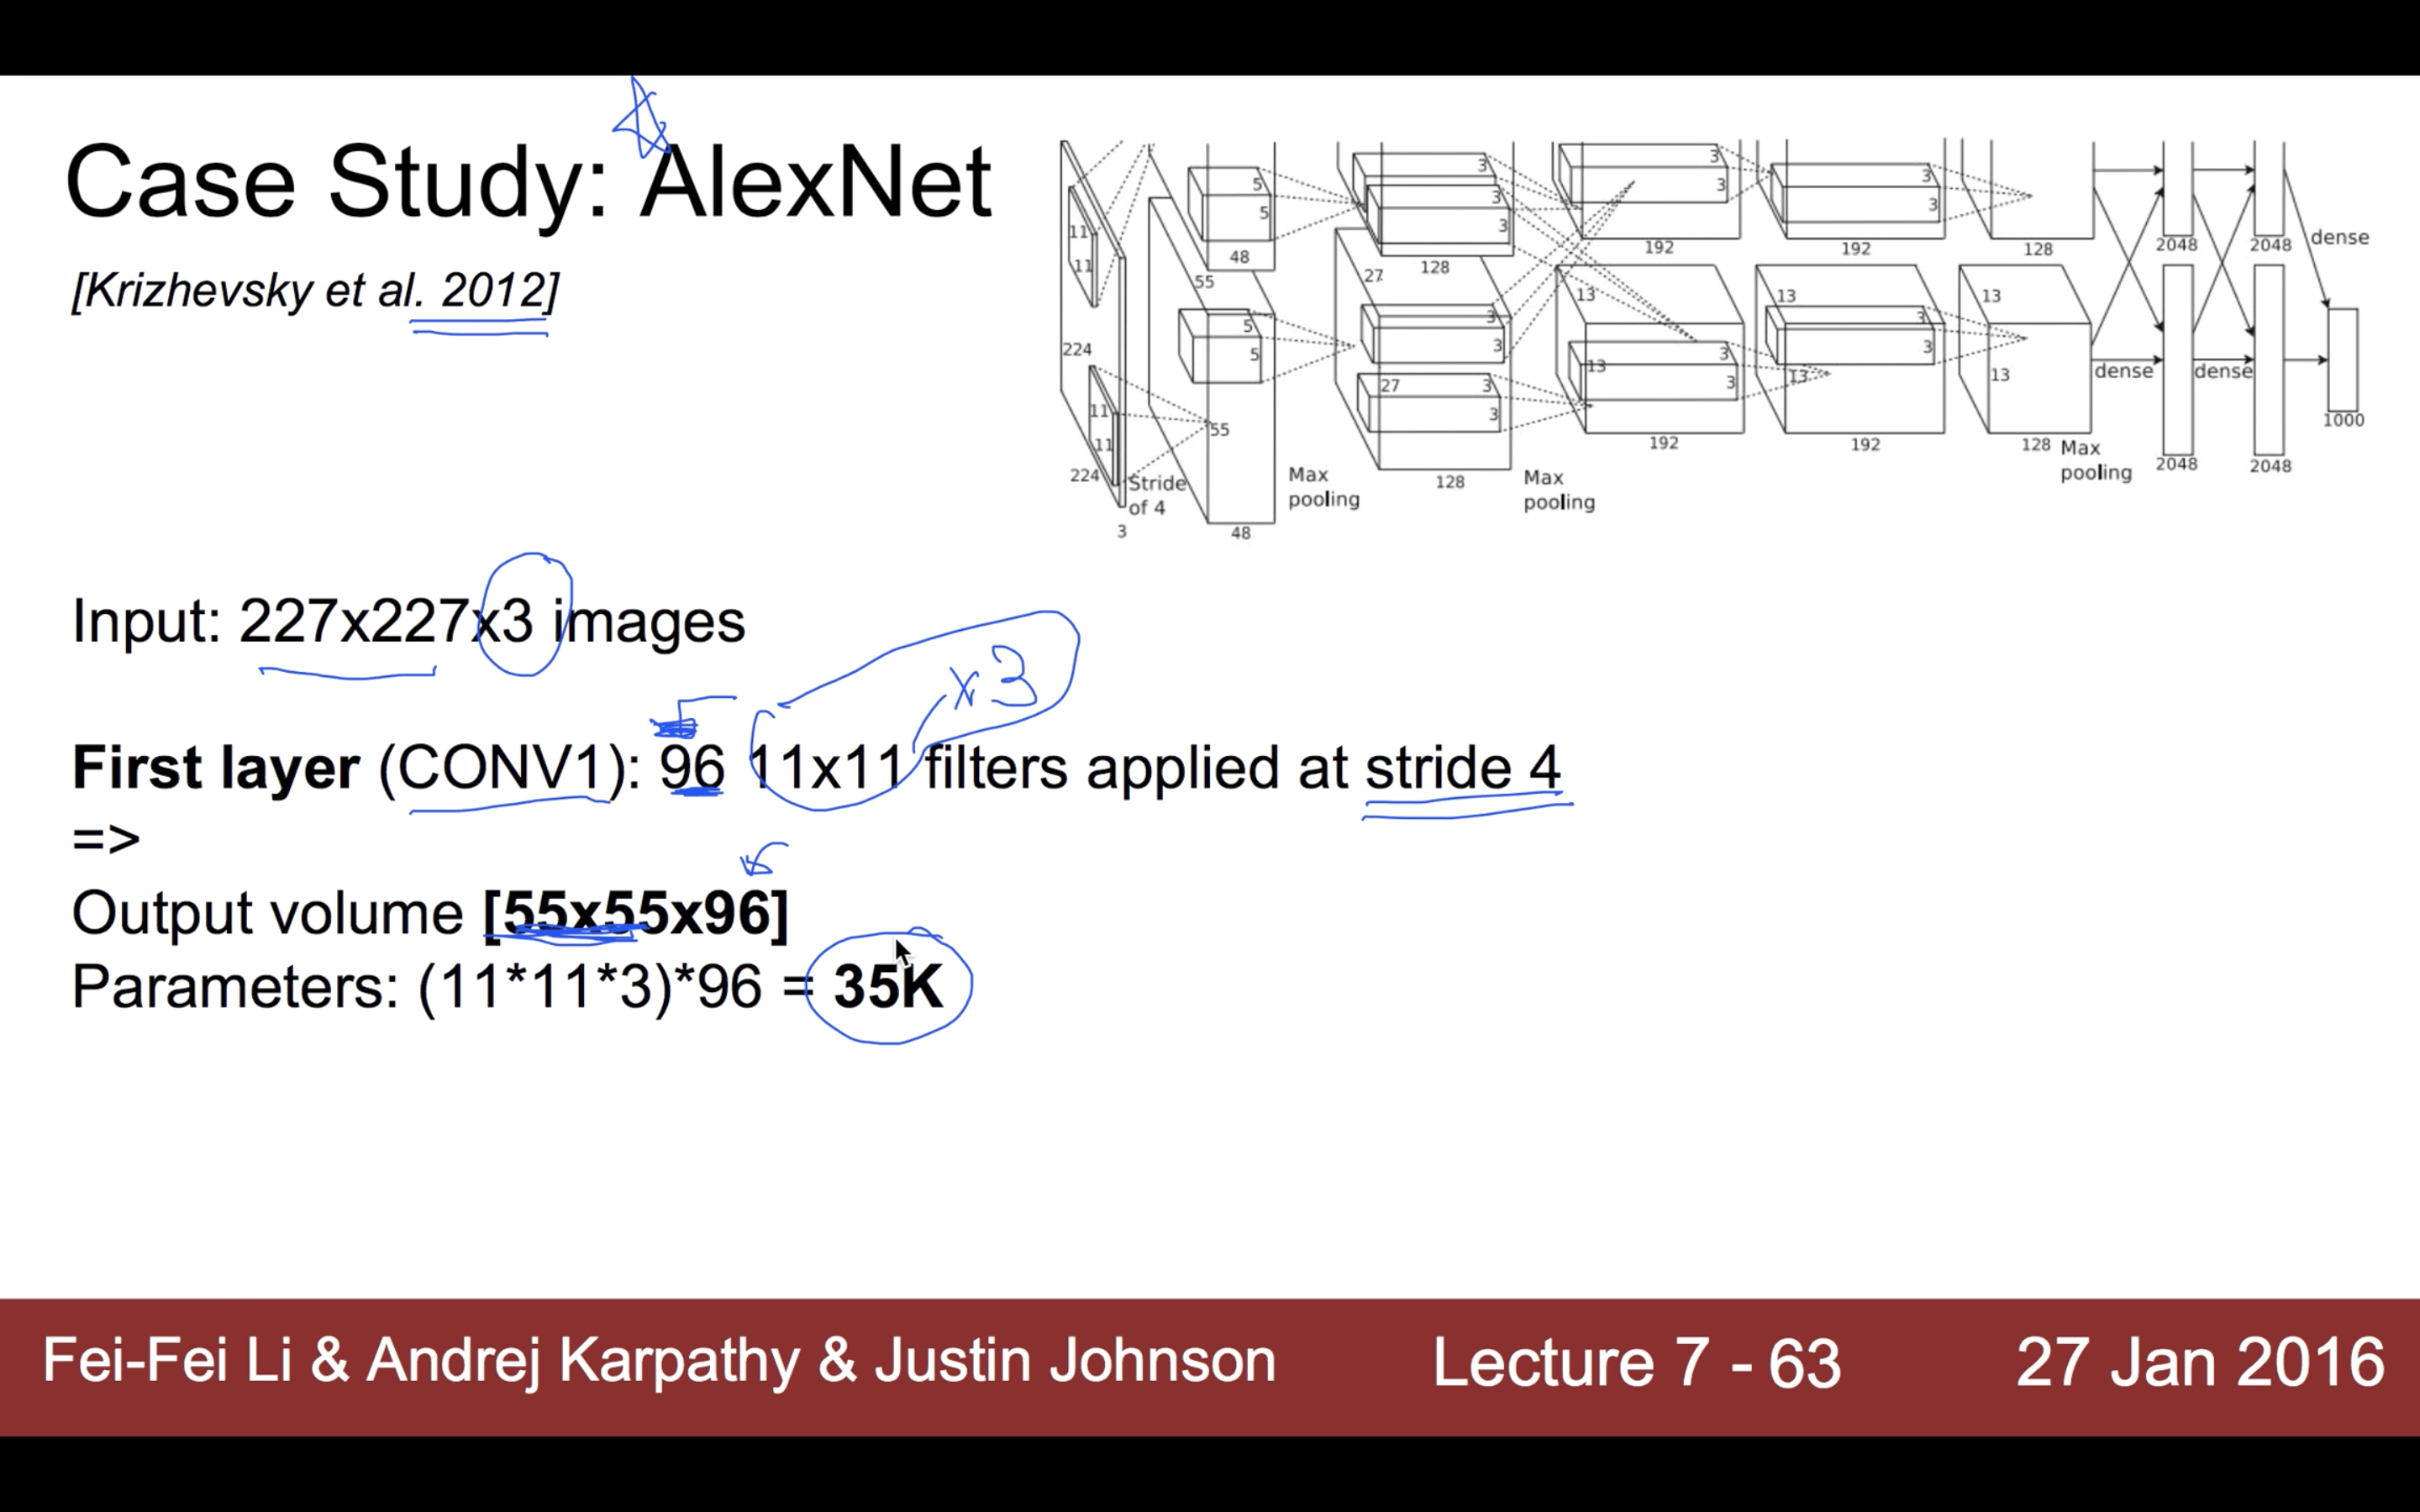 Case Study: AlexNet
[Krizhevsky et al. 2012]
11
11
224
11
11
224
3
Stride
of 4
5
5
48
55
5
5
55
48
Max
pooling
3
3
3
128
27
3
3
27
3
3
128
Max
pooling
3
3
192
13
13
3
3
192
3
3
192
13
3
3
13
192
128
13
13
128
Max
pooling
2048
2048
dense
dense
dense
2048
2048
1000
Input: 227x227x3 images
x3
First layer (CONV1): 96 11x11 filters applied at stride 4
=>
Output volume [55x55x96]
Parameters: (11*11*3)*96 = 35K
Fei-Fei Li & Andrej Karpathy & Justin Johnson
Lecture 7 - 63
27 Jan 2016